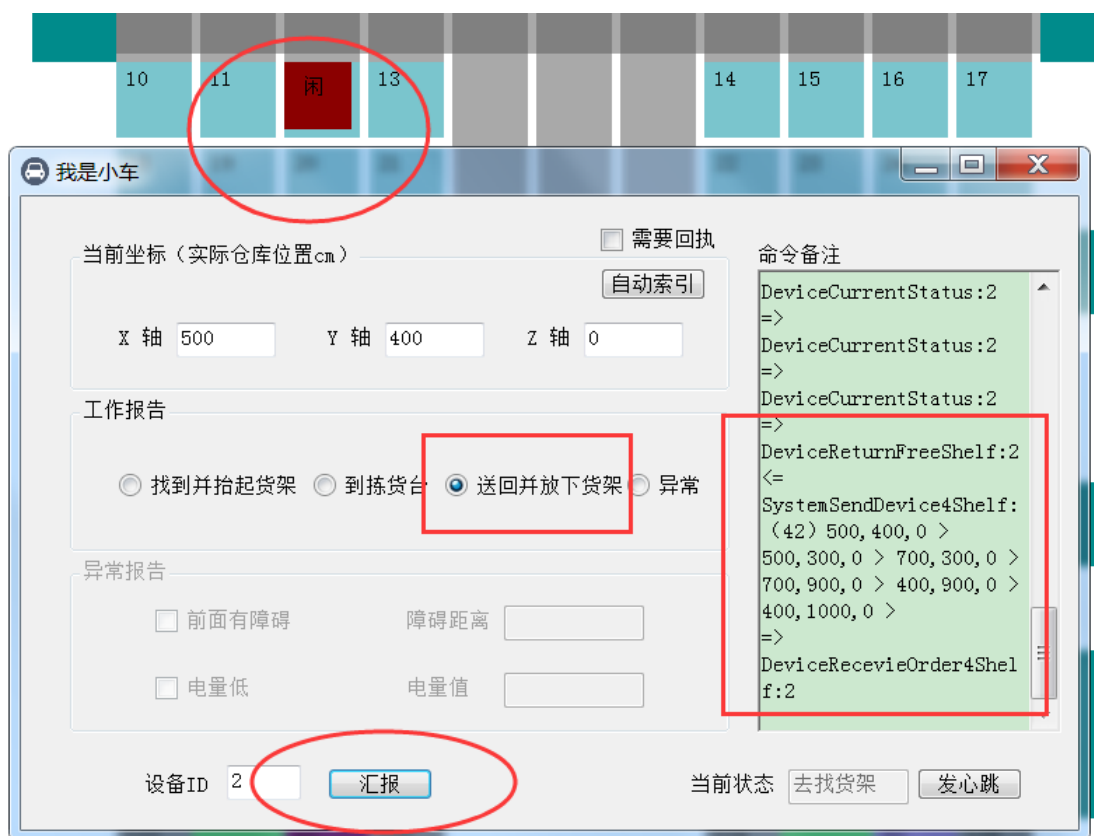 10 11 闲 13 14 15 16 17
我是小车
当前坐标（实际仓库位置cm）
需要回执
自动索引
X 轴 500 Y 轴 400 Z 轴 0
工作报告
找到并抬起货架 到拣货台 送回并放下货架 异常
异常报告
前面有障碍 障碍距离
电量低 电量值
设备ID 2 汇报
命令备注
DeviceCurrentStatus:2
=>
DeviceCurrentStatus:2
=>
DeviceCurrentStatus:2
=>
DeviceReturnFreeShelf:2
<=
SystemSendDevice4Shelf:
（42）500,400,0 >
500,300,0 > 700,300,0 >
700,900,0 > 400,900,0 >
400,1000,0 >
=>
DeviceRecevieOrder4Shel
f:2
当前状态 去找货架 发心跳